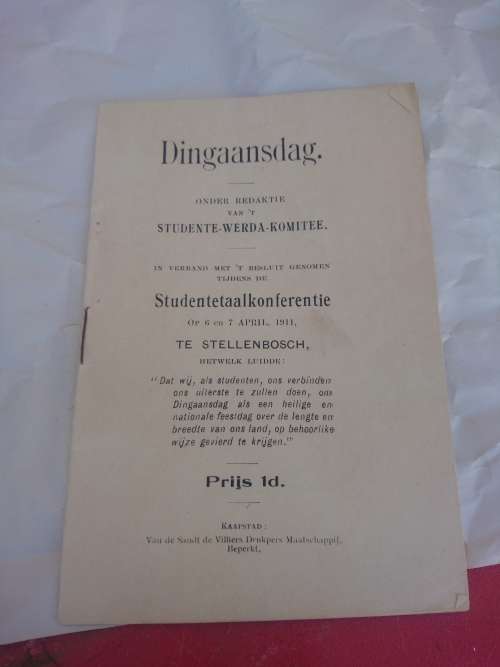 Dingaansdag.
ONDER REDAKTIE
VAN 'T
STUDENTE-WERDA-KOMITEE.
IN VERBAND MET 'T BESLUIT GENOMEN
TIJDENS DE
Studentetaalkonferentie
OP 6 en 7 APRIL, 1911,
TE STELLENBOSCH,
HETWELK LUIDDE:
"Dat wij, als studenten, ons verbinden
ons uiterste te zullen doen, om
Dingaansdag als een heilige en
nationale feestdag over de lengte en
breedte van ons land, op behoorlike
wijze gevierd te krijgen."
Prijs 1d.
KAAPSTAD:
Van de Sandt de Villiers Drukpers Maatschappij,
Beperkt,